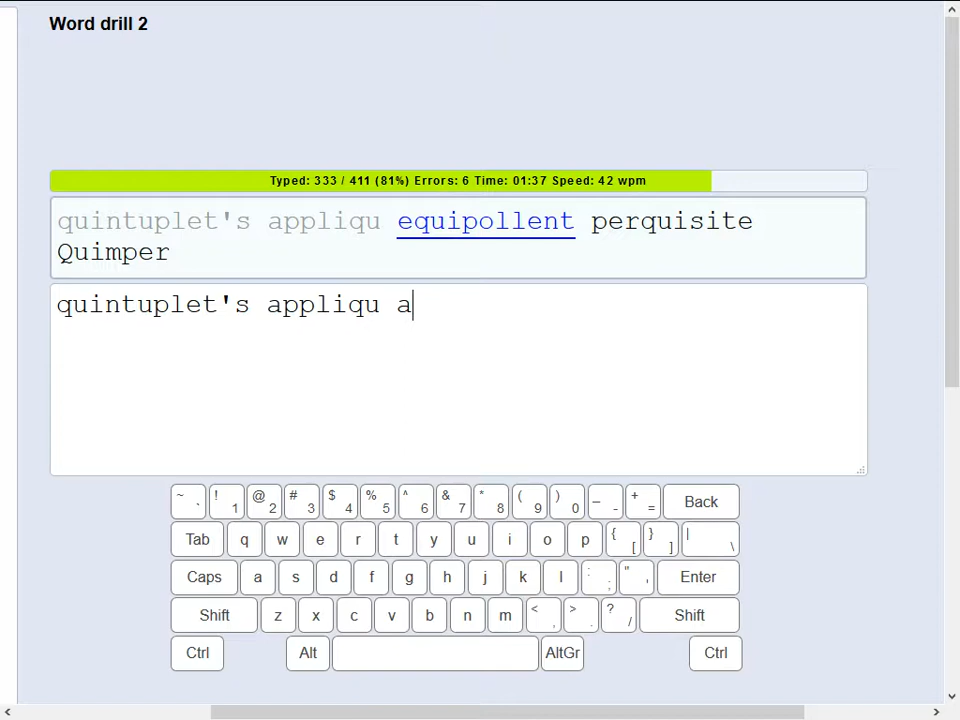 Word drill 2
Typed: 333 / 411 (81%) Errors: 6 Time: 01:37 Speed: 42 wpm
quintuplet's appliqu equipollent perquisite
Quimper
quintuplet's appliqu a
~ ` ! 1 @ 2 # 3 $ 4 % 5 ^ 6 & 7 * 8 ( 9 ) 0 _ - + = Back
Tab q w e r t y u i o p { [ } ] | \
Caps a s d f g h j k l : ; " ' Enter
Shift z x c v b n m < , > . ? / Shift
Ctrl Alt AltGr Ctrl